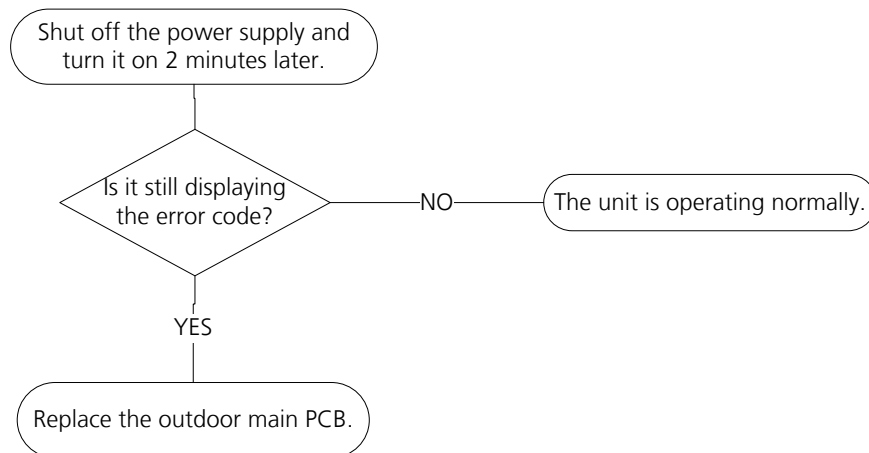 Shut off the power supply and
turn it on 2 minutes later.
Is it still displaying
the error code?
NO
The unit is operating normally.
YES
Replace the outdoor main PCB.